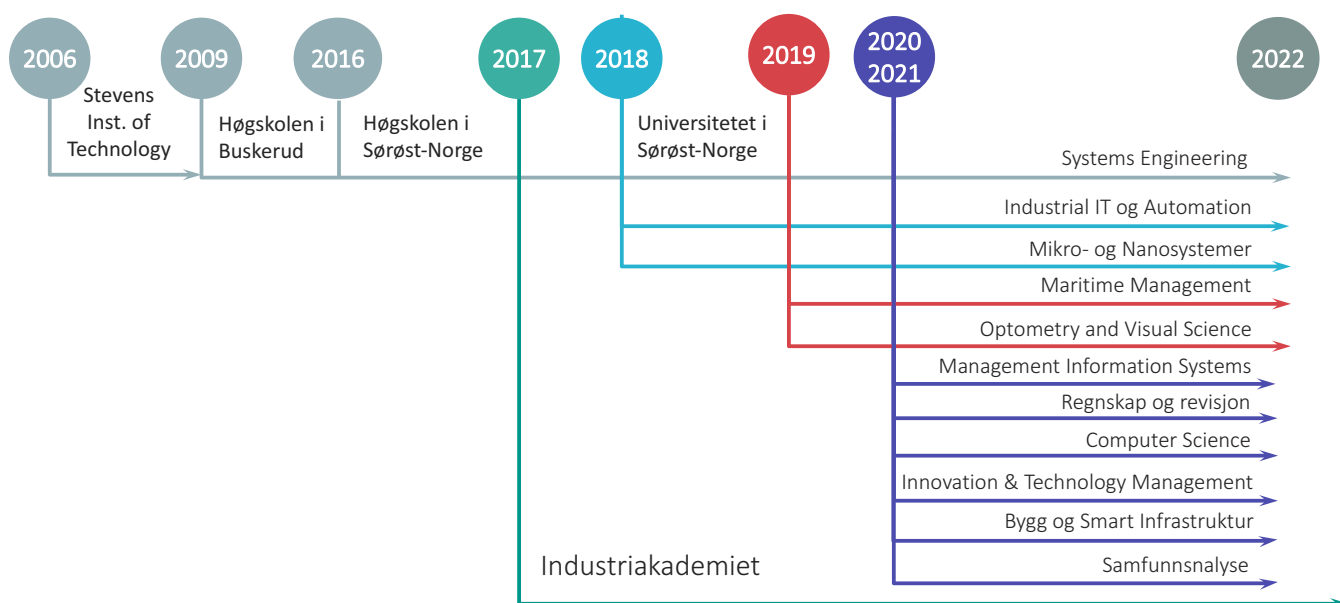 2006
2009
2016
2017
2018
2019
2020
2021
2022
Stevens
Inst. of
Technology
Høgskolen i
Buskerud
Høgskolen i
Sørøst-Norge
Universitetet i
Sørøst-Norge
Systems Engineering
Industrial IT og Automation
Mikro- og Nanosystemer
Maritime Management
Optometry and Visual Science
Management Information Systems
Regnskap og revisjon
Computer Science
Innovation & Technology Management
Bygg og Smart Infrastruktur
Samfunnsanalyse
Industriakademiet